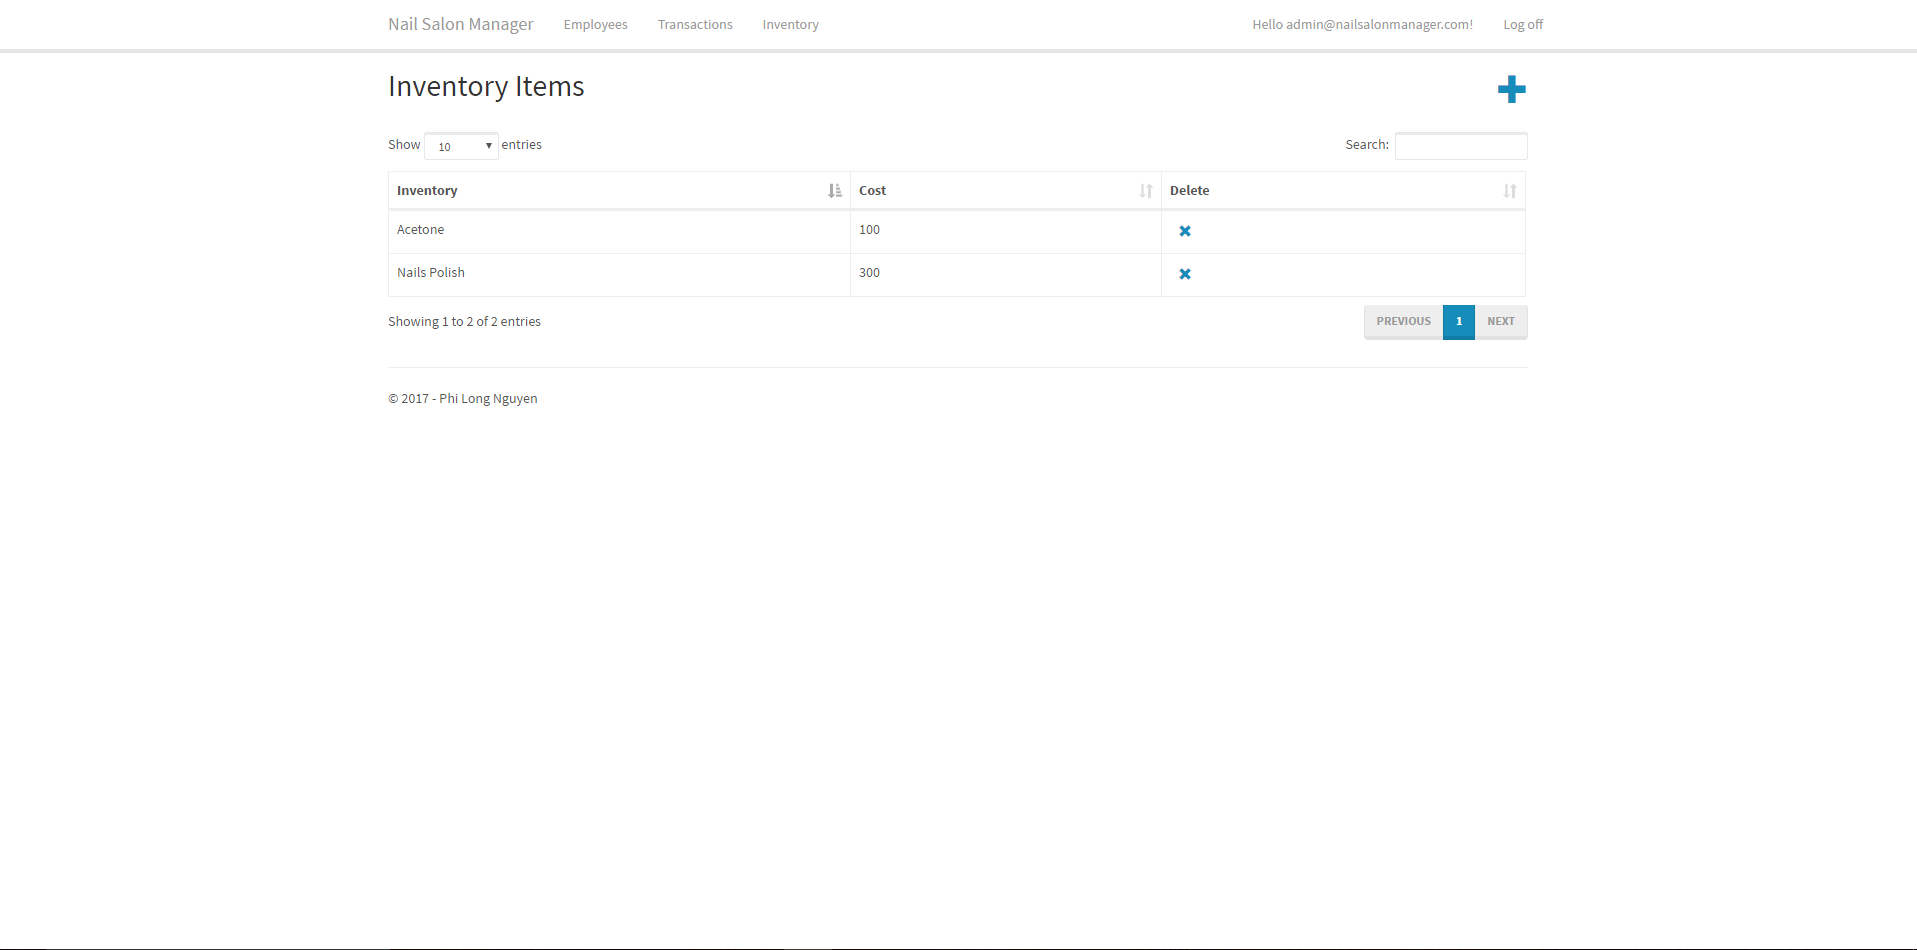 Nail Salon Manager Employees Transactions Inventory Hello admin@nailsalonmanager.com! Log off
Inventory Items
Show 10 entries Search:
Inventory Cost Delete
Acetone 100
Nails Polish 300
Showing 1 to 2 of 2 entries PREVIOUS 1 NEXT
© 2017 - Phi Long Nguyen